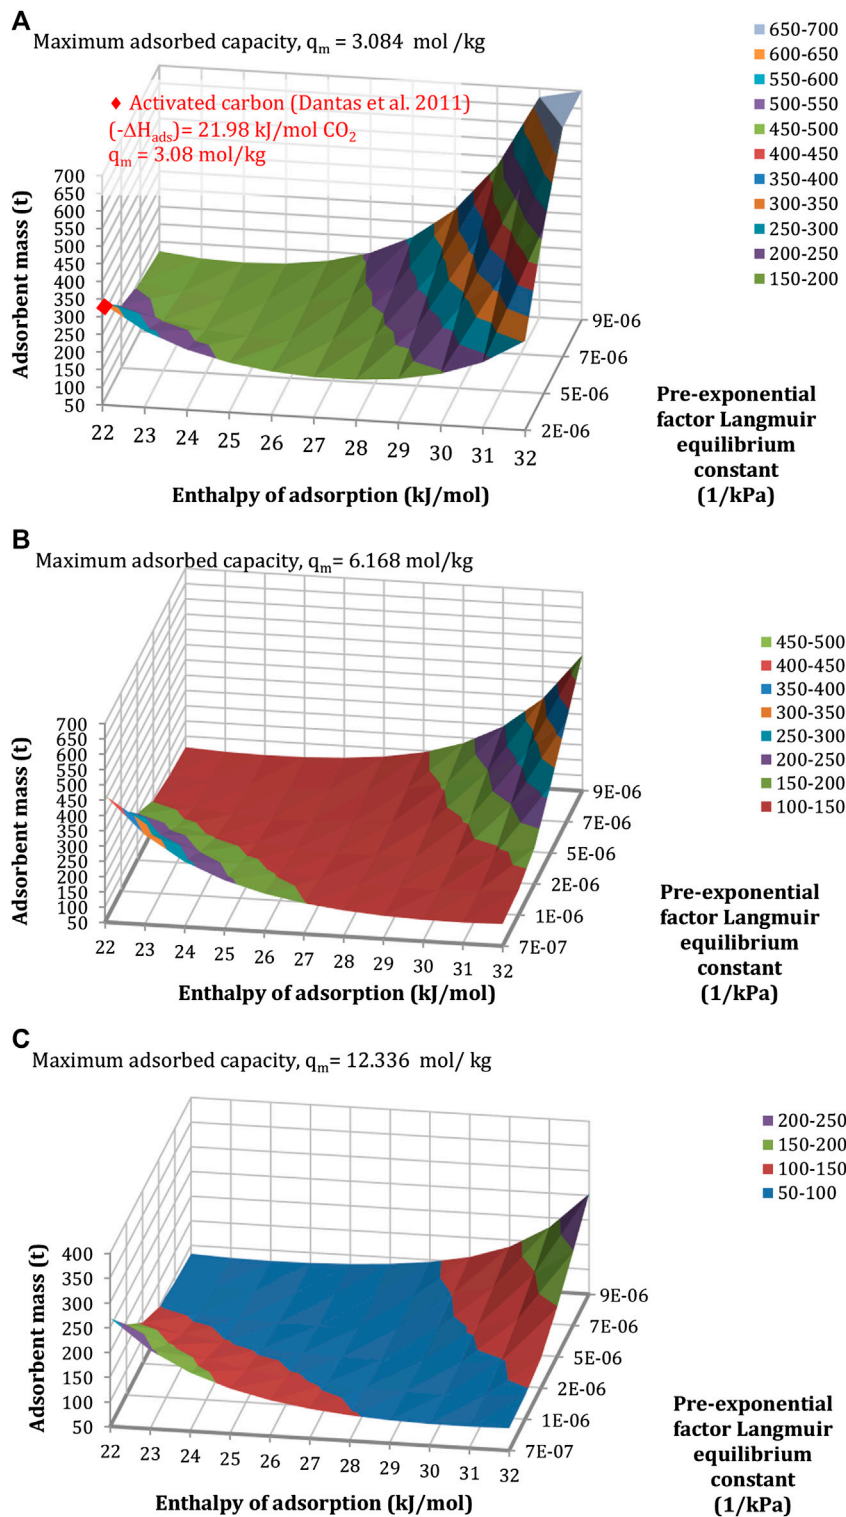 A
Maximum adsorbed capacity, qm = 3.084 mol /kg
♦ Activated carbon (Dantas et al. 2011)
(-ΔHads)= 21.98 kJ/mol CO2
qm = 3.08 mol/kg
650-700
600-650
550-600
500-550
450-500
400-450
350-400
300-350
250-300
200-250
150-200
Adsorbent mass (t)
700
650
600
550
500
450
400
350
300
250
200
150
100
50
22 23 24 25 26 27 28 29 30 31 32
Enthalpy of adsorption (kJ/mol)
9E-06
7E-06
5E-06
2E-06
Pre-exponential
factor Langmuir
equilibrium
constant
(1/kPa)
B
Maximum adsorbed capacity, qm= 6.168 mol/kg
450-500
400-450
350-400
300-350
250-300
200-250
150-200
100-150
Adsorbent mass (t)
700
650
600
550
500
450
400
350
300
250
200
150
100
50
22 23 24 25 26 27 28 29 30 31 32
Enthalpy of adsorption (kJ/mol)
9E-06
7E-06
5E-06
2E-06
1E-06
7E-07
Pre-exponential
factor Langmuir
equilibrium
constant
(1/kPa)
C
Maximum adsorbed capacity, qm= 12.336 mol/ kg
200-250
150-200
100-150
50-100
Adsorbent mass (t)
400
350
300
250
200
150
100
50
22 23 24 25 26 27 28 29 30 31 32
Enthalpy of adsorption (kJ/mol)
9E-06
7E-06
5E-06
2E-06
1E-06
7E-07
Pre-exponential
factor Langmuir
equilibrium
constant
(1/kPa)